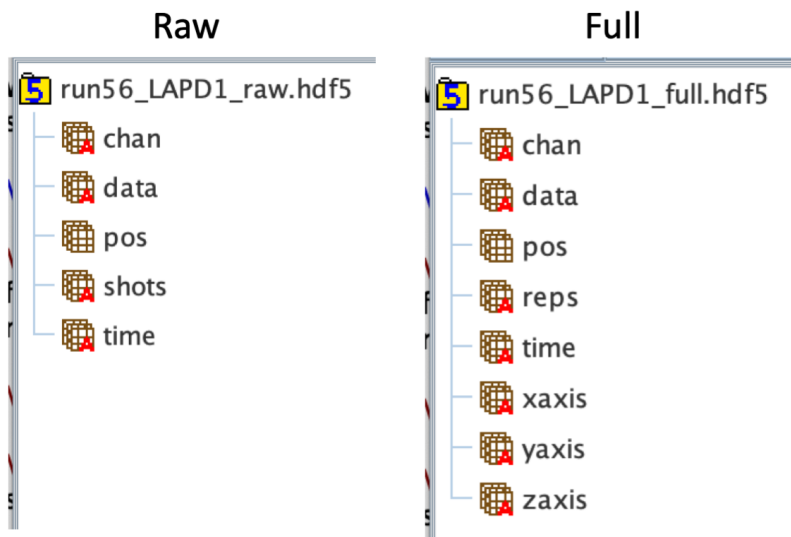 Raw
run56_LAPD1_raw.hdf5
chan
data
pos
shots
time
Full
run56_LAPD1_full.hdf5
chan
data
pos
reps
time
xaxis
yaxis
zaxis